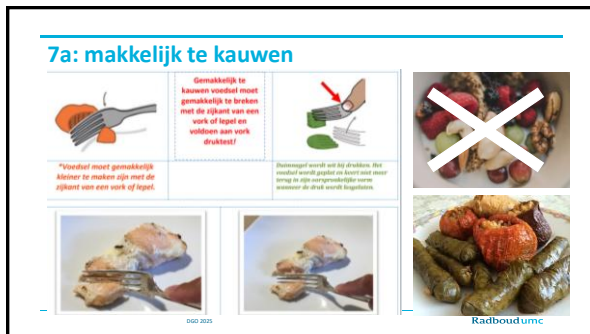 7a: makkelijk te kauwen
Gemakkelijk te
kauwen voedsel moet
gemakkelijk te breken
met de zijkant van een
vork of lepel en
voldoen aan vork
druktest!
*Voedsel moet gemakkelijk
kleiner te maken zijn met de
zijkant van een vork of lepel.
Duimnagel wordt wit bij drukken. Het
voedsel wordt geplet en keert niet meer
terug in zijn oorspronkelijke vorm
wanneer de druk wordt losgelaten.
DGD 2025
Radboudumc